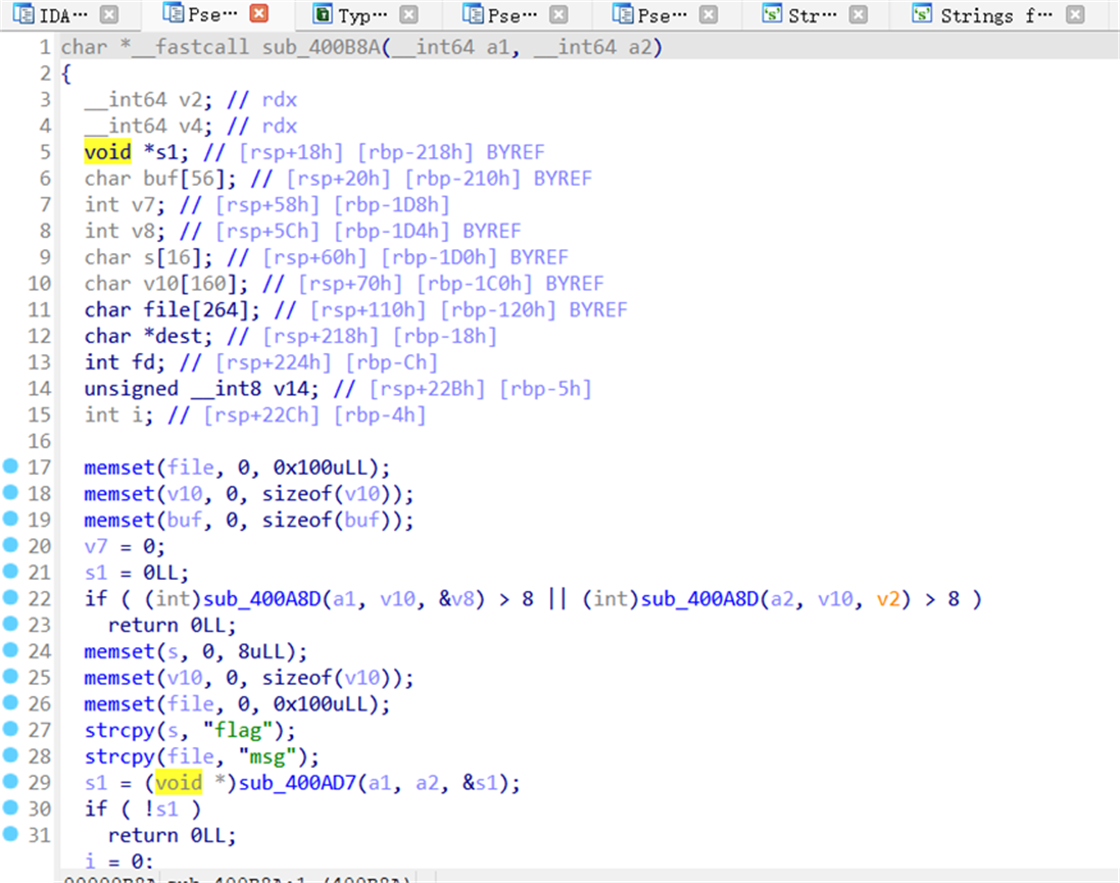 IDA··· Pse··· Typ··· Pse··· Pse··· Str··· Strings f···
1 char *__fastcall sub_400B8A(__int64 a1, __int64 a2)
2 {
3 __int64 v2; // rdx
4 __int64 v4; // rdx
5 void *s1; // [rsp+18h] [rbp-218h] BYREF
6 char buf[56]; // [rsp+20h] [rbp-210h] BYREF
7 int v7; // [rsp+58h] [rbp-1D8h]
8 int v8; // [rsp+5Ch] [rbp-1D4h] BYREF
9 char s[16]; // [rsp+60h] [rbp-1D0h] BYREF
10 char v10[160]; // [rsp+70h] [rbp-1C0h] BYREF
11 char file[264]; // [rsp+110h] [rbp-120h] BYREF
12 char *dest; // [rsp+218h] [rbp-18h]
13 int fd; // [rsp+224h] [rbp-Ch]
14 unsigned __int8 v14; // [rsp+22Bh] [rbp-5h]
15 int i; // [rsp+22Ch] [rbp-4h]
16
17 memset(file, 0, 0x100uLL);
18 memset(v10, 0, sizeof(v10));
19 memset(buf, 0, sizeof(buf));
20 v7 = 0;
21 s1 = 0LL;
22 if ( (int)sub_400A8D(a1, v10, &v8) > 8 || (int)sub_400A8D(a2, v10, v2) > 8 )
23 return 0LL;
24 memset(s, 0, 8uLL);
25 memset(v10, 0, sizeof(v10));
26 memset(file, 0, 0x100uLL);
27 strcpy(s, "flag");
28 strcpy(file, "msg");
29 s1 = (void *)sub_400AD7(a1, a2, &s1);
30 if ( !s1 )
31 return 0LL;
i = 0;